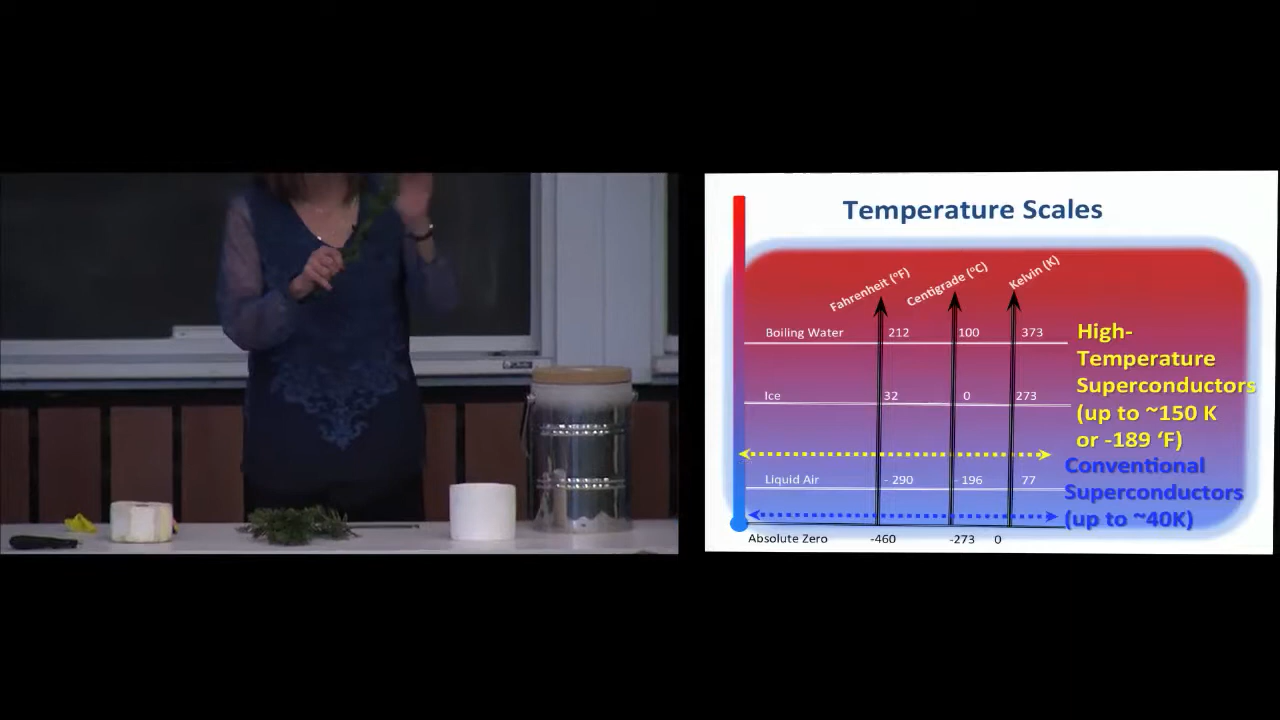 Temperature Scales
Fahrenheit (°F) Centigrade (°C) Kelvin (K)
Boiling Water 212 100 373
Ice 32 0 273
Liquid Air - 290 - 196 77
Absolute Zero -460 -273 0
High-
Temperature
Superconductors
(up to ~150 K
or -189 ‘F)
Conventional
Superconductors
(up to ~40K)